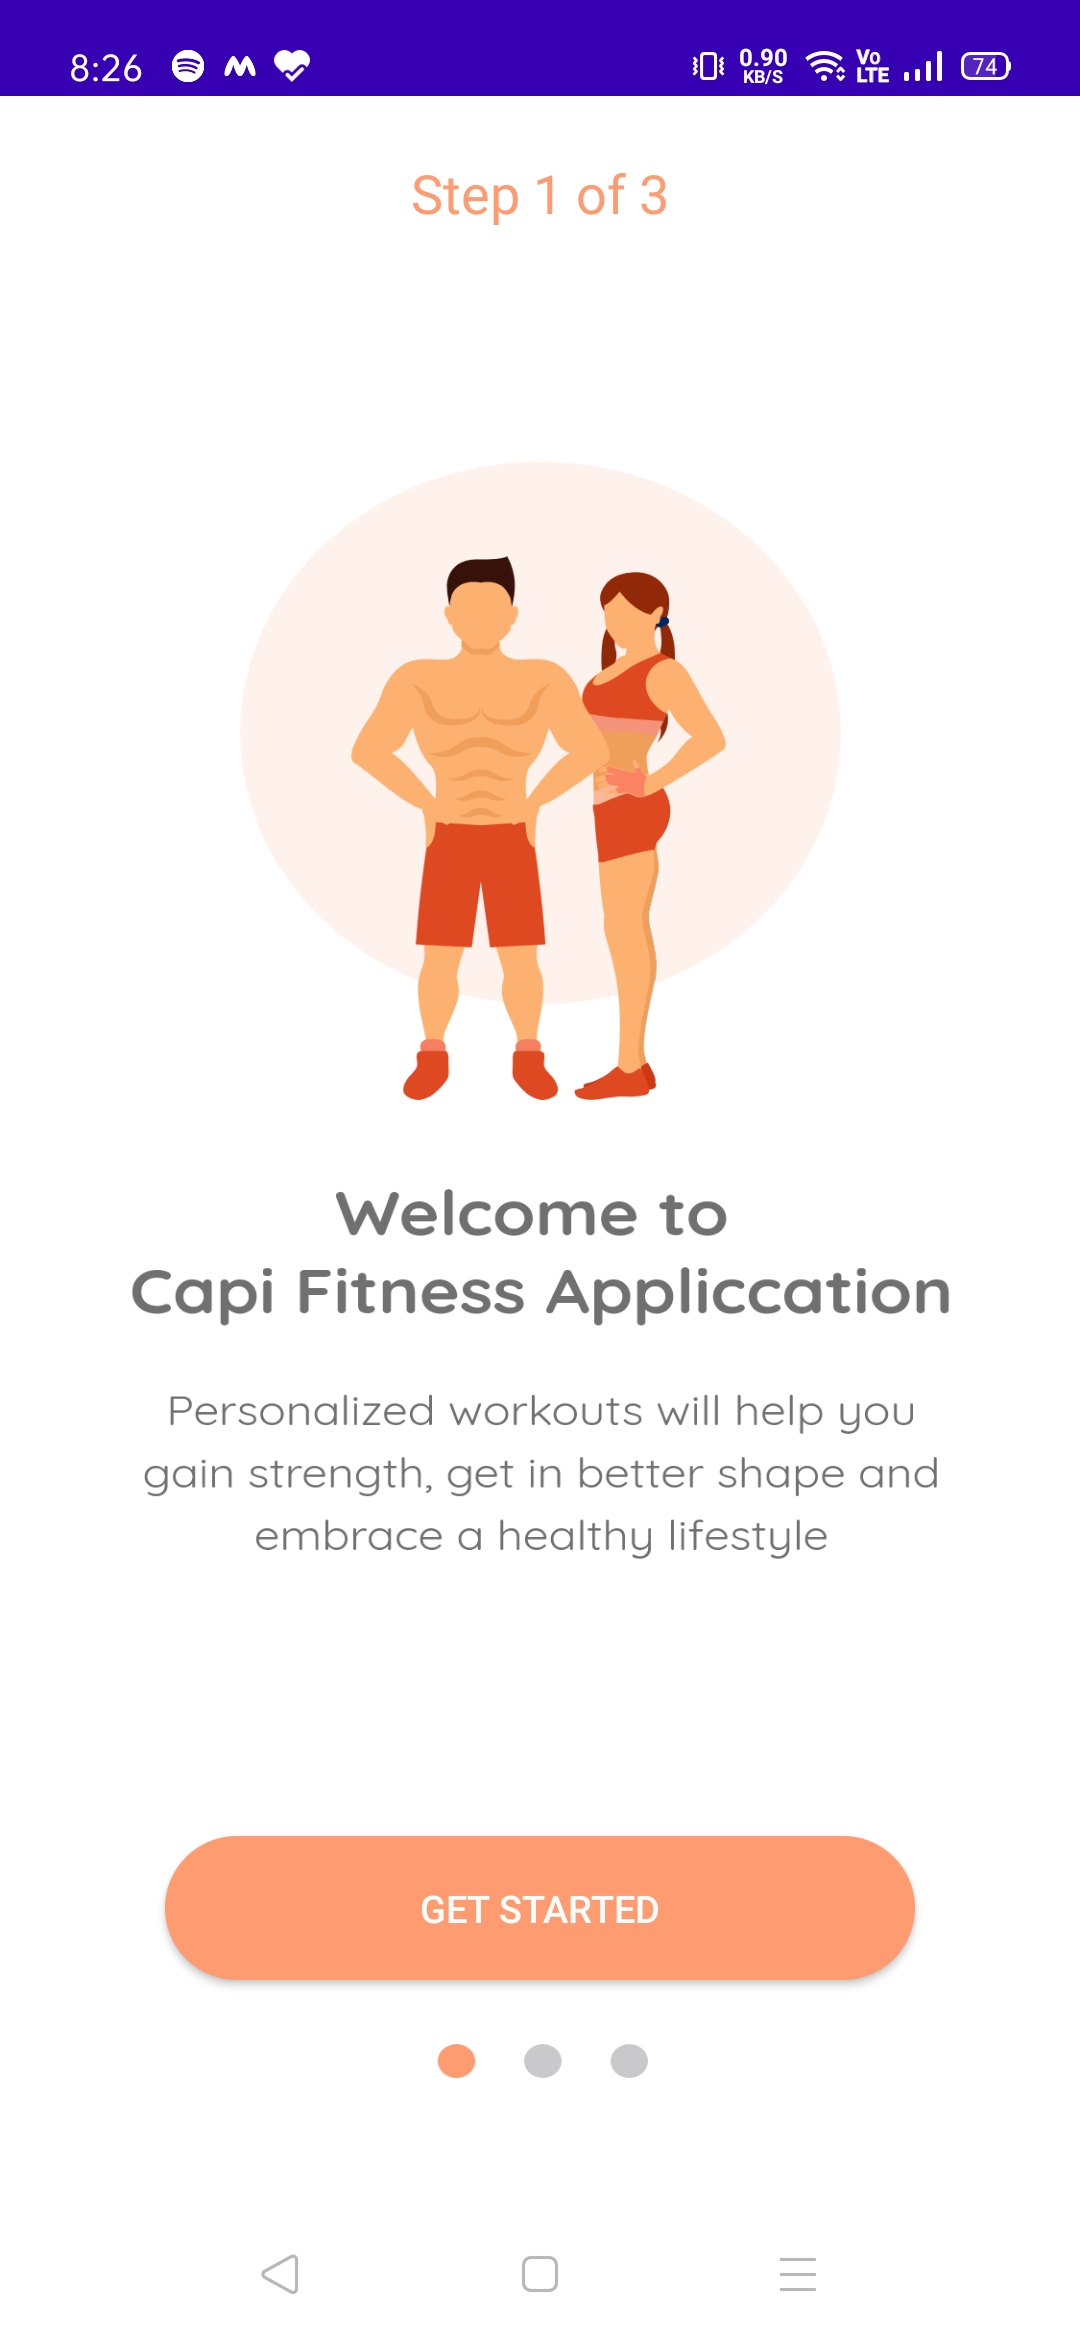 8:26 0.90 KB/S Vo LTE 74
Step 1 of 3
Welcome to
Capi Fitness Appliccation
Personalized workouts will help you
gain strength, get in better shape and
embrace a healthy lifestyle
GET STARTED